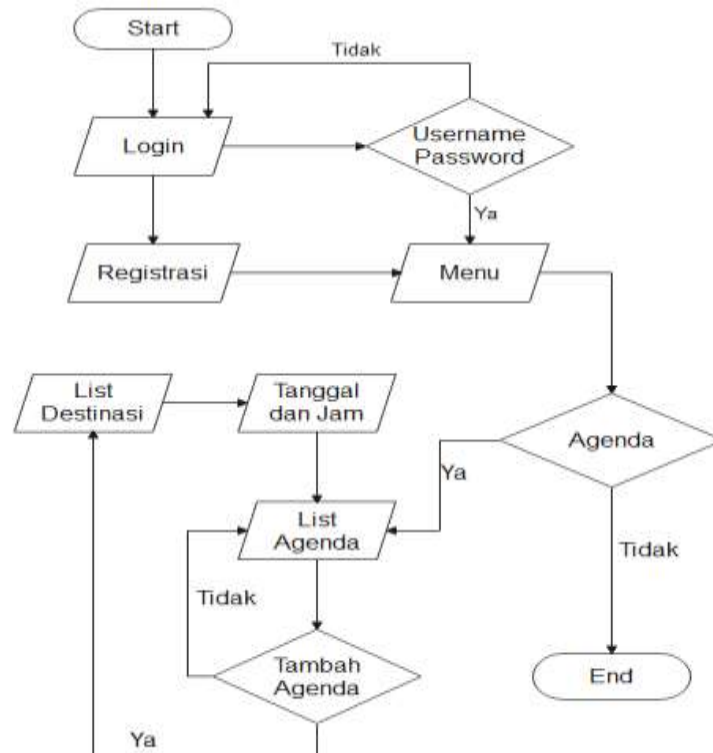 Start
Tidak
Login
Username
Password
Ya
Registrasi
Menu
List
Destinasi
Tanggal
dan Jam
Agenda
Ya
List
Agenda
Tidak
Tidak
Tambah
Agenda
End
Ya